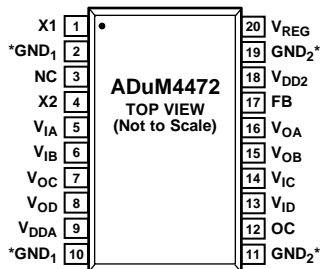 X1 1 20 VREG
*GND1 2 19 GND2*
NC 3 18 VDD2
X2 4 17 FB
VIA 5 16 VOA
VIB 6 15 VOB
VOC 7 14 VIC
VOD 8 13 VID
VDDA 9 12 OC
*GND1 10 11 GND2*
ADuM4472
TOP VIEW
(Not to Scale)